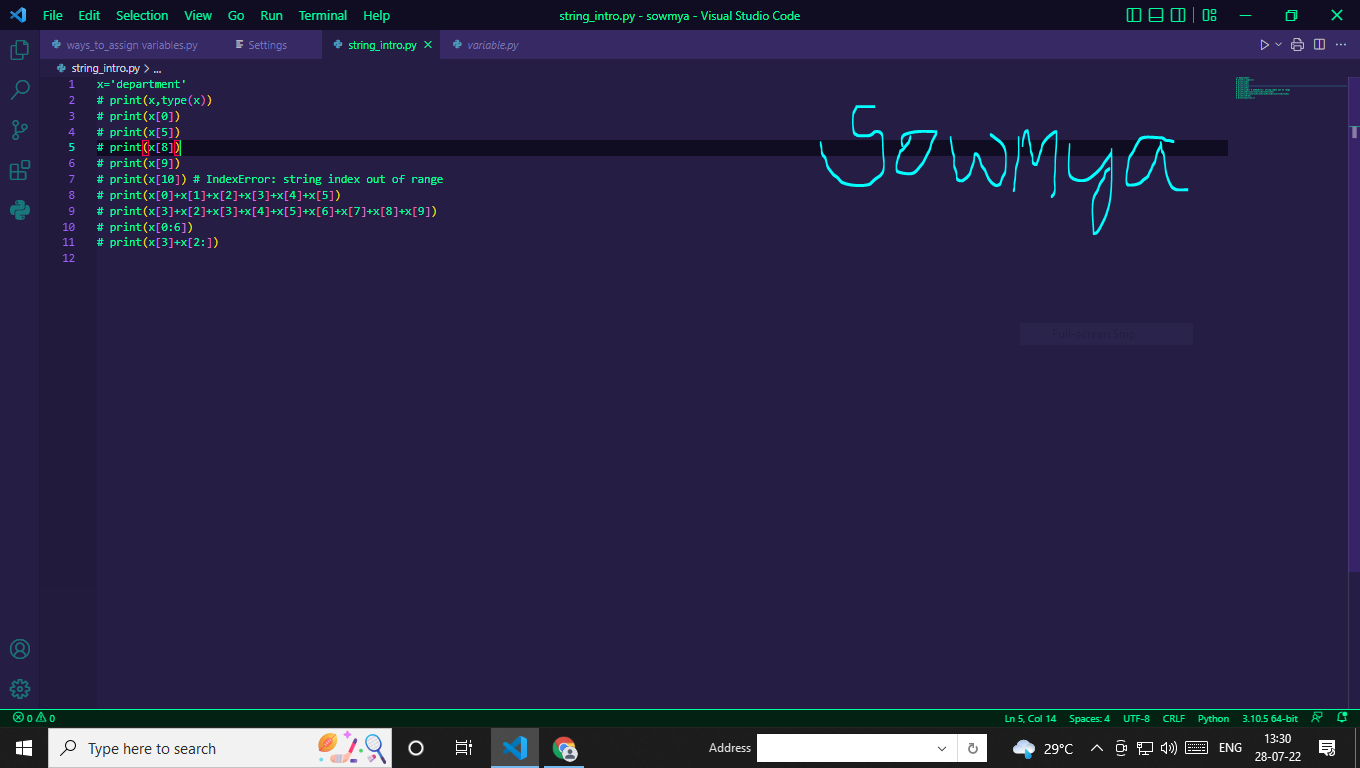 File Edit Selection View Go Run Terminal Help string_intro.py - sowmya - Visual Studio Code
ways_to_assign variables.py Settings string_intro.py variable.py
string_intro.py > ...
1 x='department'
2 # print(x,type(x))
3 # print(x[0])
4 # print(x[5])
5 # print(x[8])
6 # print(x[9])
7 # print(x[10]) # IndexError: string index out of range
8 # print(x[0]+x[1]+x[2]+x[3]+x[4]+x[5])
9 # print(x[3]+x[2]+x[3]+x[4]+x[5]+x[6]+x[7]+x[8]+x[9])
10 # print(x[0:6])
11 # print(x[3]+x[2:])
12
Sowmya
0 0 Ln 5, Col 14 Spaces: 4 UTF-8 CRLF Python 3.10.5 64-bit
Type here to search Address 29°C ENG 13:30
28-07-22